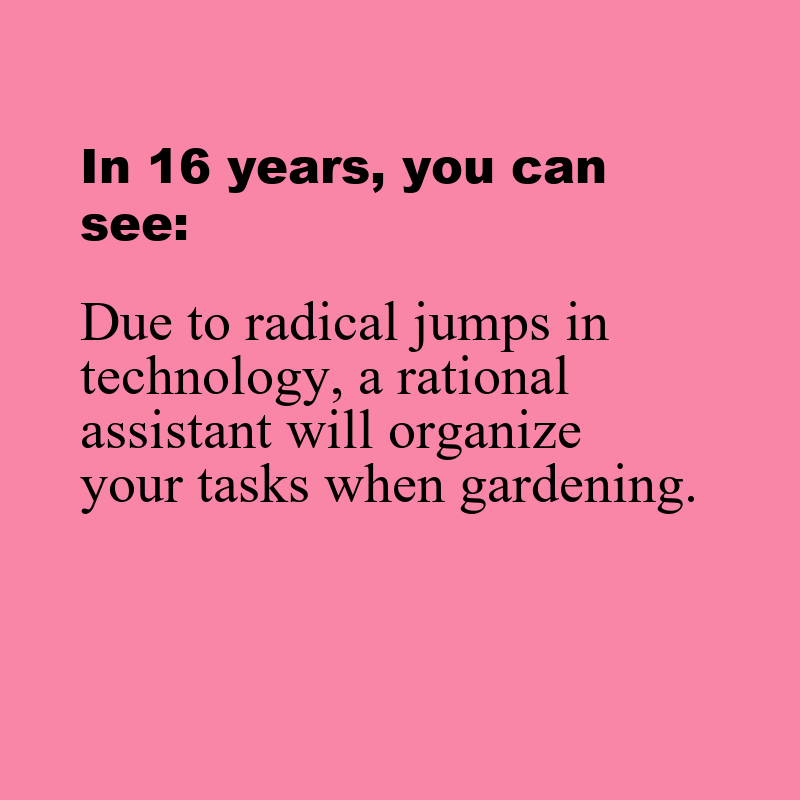 In 16 years, you can
see:
Due to radical jumps in
technology, a rational
assistant will organize
your tasks when gardening.